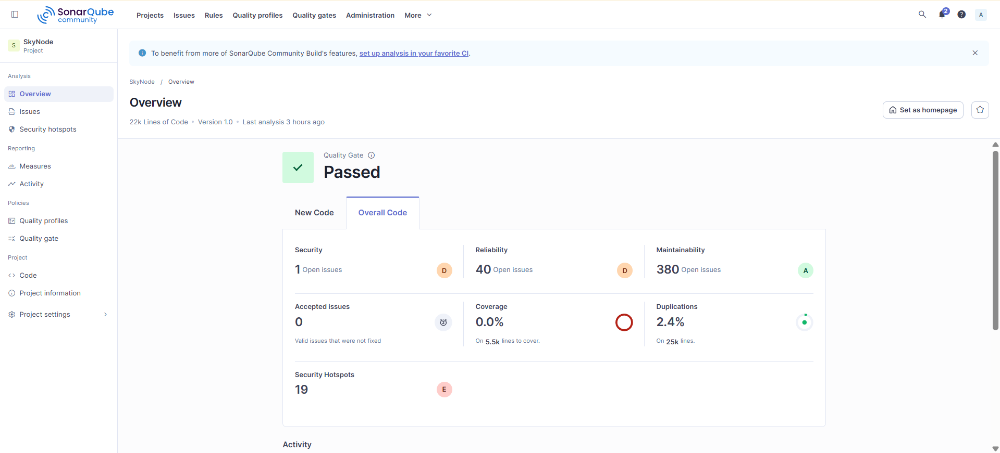 SonarQube community
Projects Issues Rules Quality profiles Quality gates Administration More
2
?
A
S
SkyNode
Project
Analysis
Overview
Issues
Security hotspots
Reporting
Measures
Activity
Policies
Quality profiles
Quality gate
Project
Code
Project information
Project settings
To benefit from more of SonarQube Community Build's features, set up analysis in your favorite CI.
SkyNode / Overview
Overview
22k Lines of Code • Version 1.0 • Last analysis 3 hours ago
Set as homepage
Quality Gate
Passed
New Code
Overall Code
Security
1 Open issues
D
Reliability
40 Open issues
D
Maintainability
380 Open issues
A
Accepted issues
0
Valid issues that were not fixed
Coverage
0.0%
On 5.5k lines to cover.
Duplications
2.4%
On 25k lines.
Security Hotspots
19
E
Activity